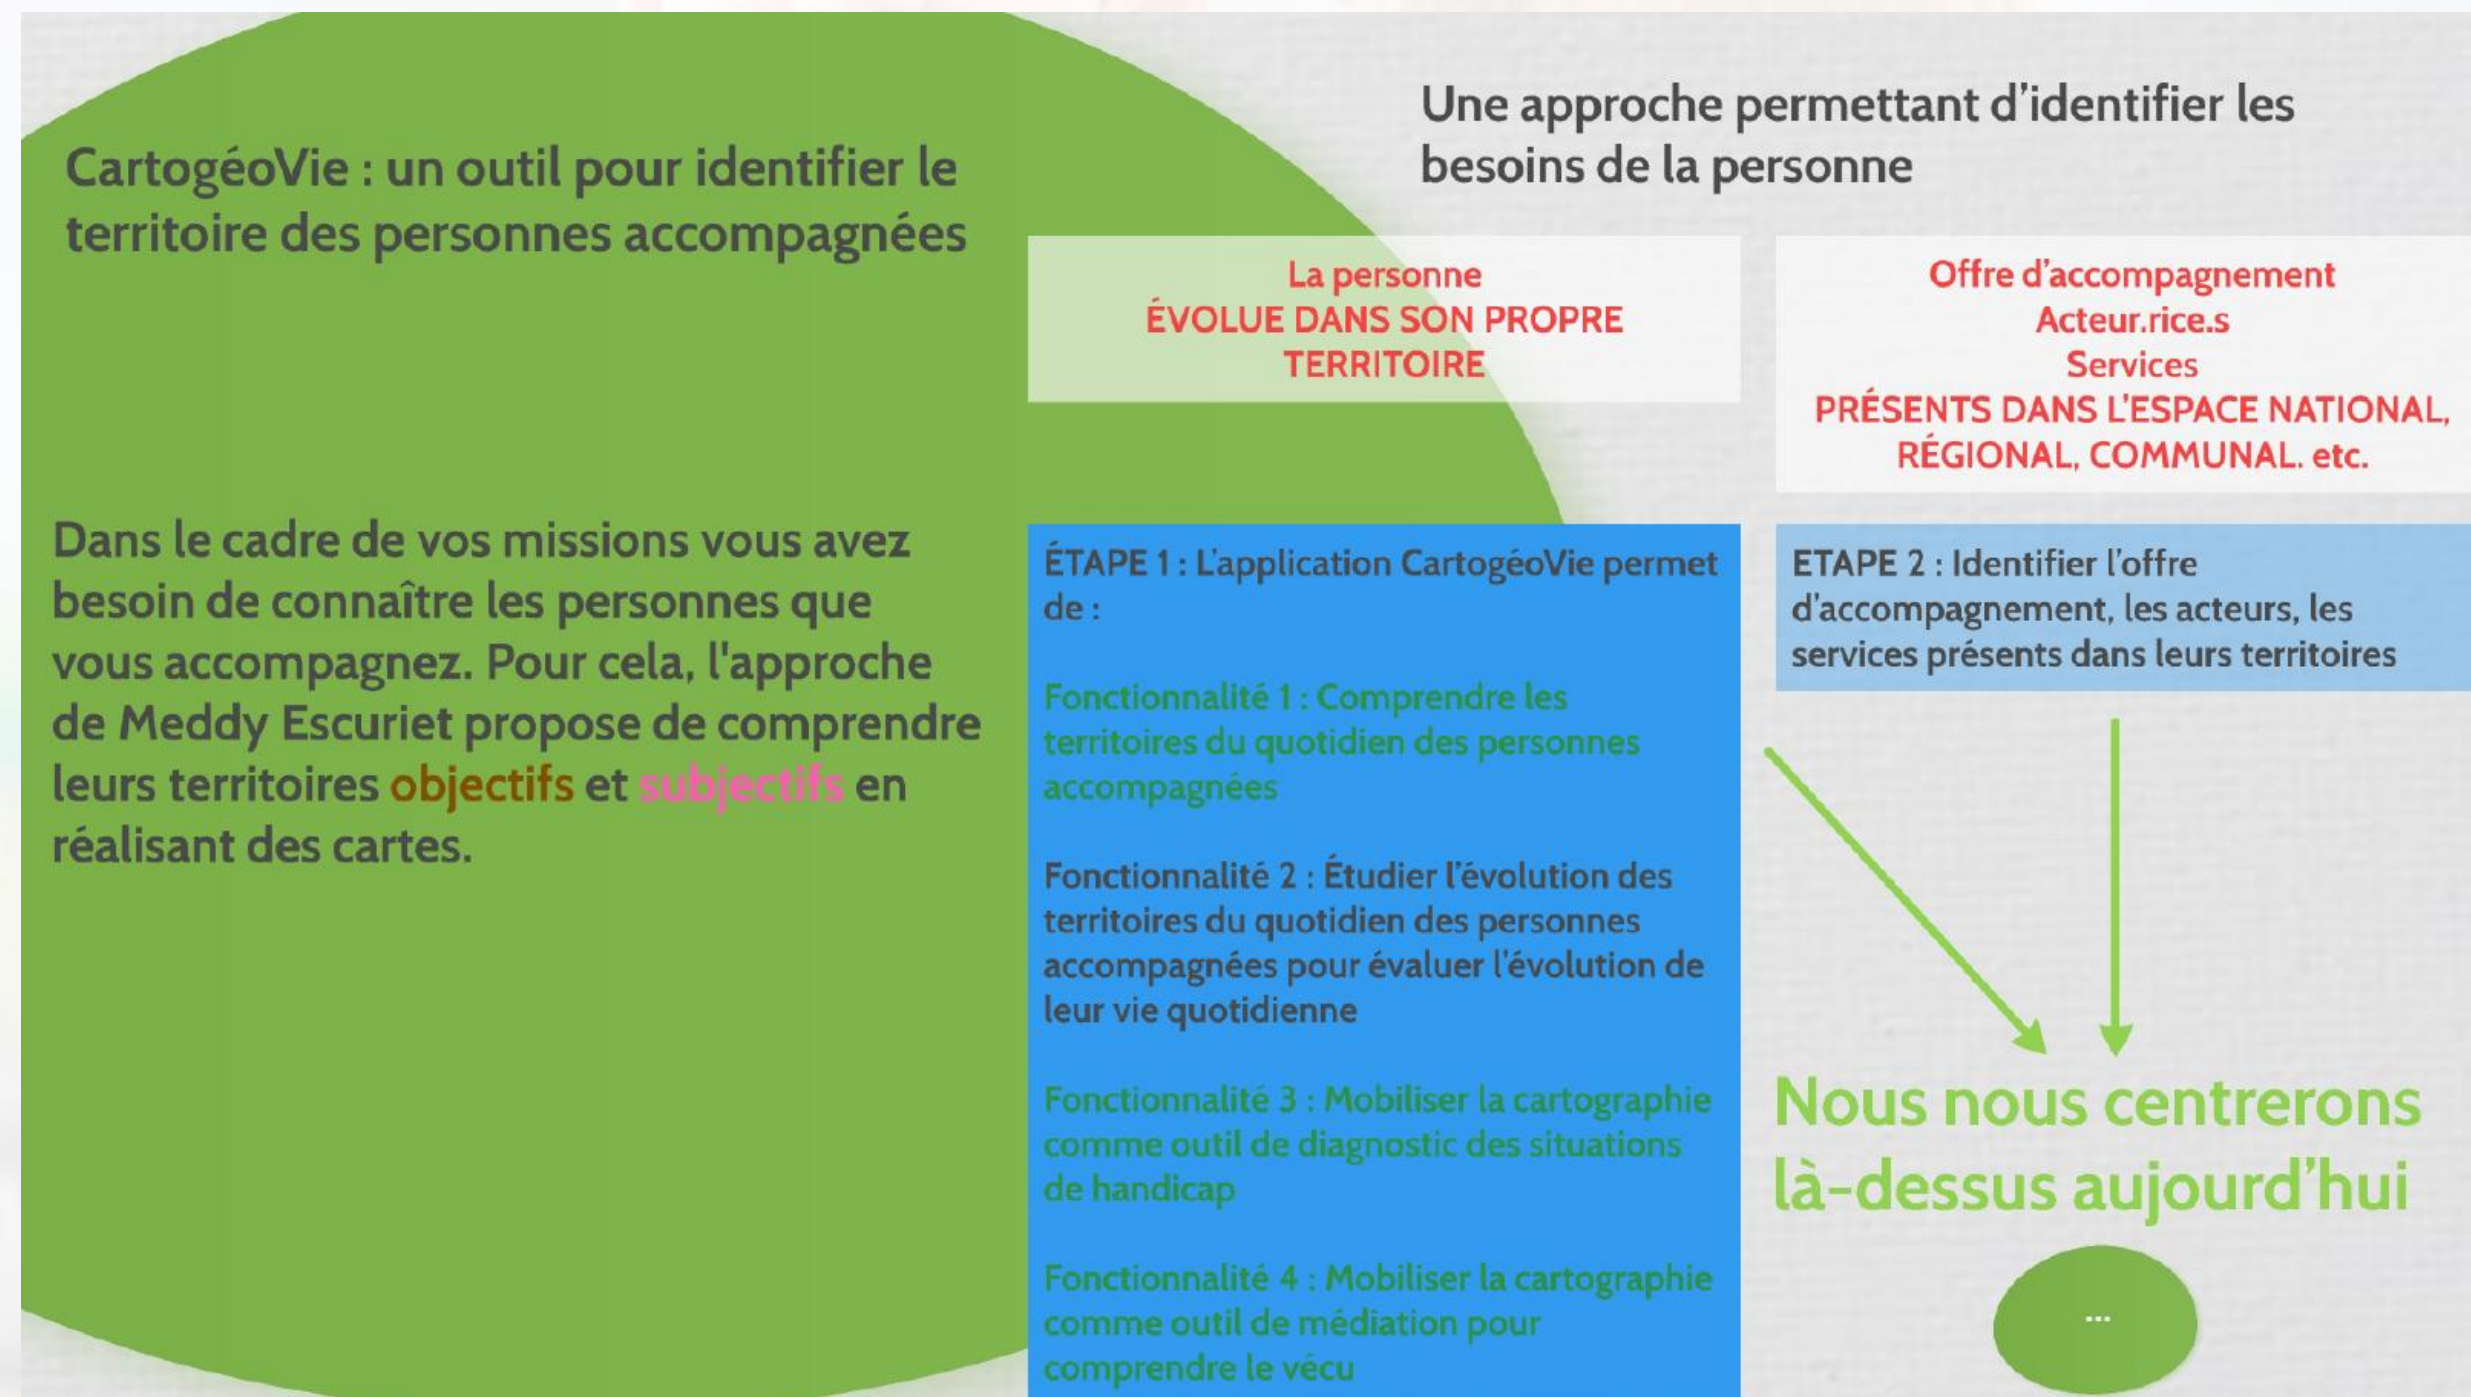 CartogéoVie : un outil pour identifier le
territoire des personnes accompagnées
Dans le cadre de vos missions vous avez
besoin de connaître les personnes que
vous accompagnez. Pour cela, l'approche
de Meddy Escuriet propose de comprendre
leurs territoires objectifs et subjectifs en
réalisant des cartes.
Une approche permettant d'identifier les
besoins de la personne
La personne
ÉVOLUE DANS SON PROPRE
TERRITOIRE
Offre d'accompagnement
Acteur.rice.s
Services
PRÉSENTS DANS L'ESPACE NATIONAL,
RÉGIONAL, COMMUNAL. etc.
ÉTAPE 1 : L'application CartogéoVie permet
de :
Fonctionnalité 1 : Comprendre les
territoires du quotidien des personnes
accompagnées
Fonctionnalité 2 : Étudier l'évolution des
territoires du quotidien des personnes
accompagnées pour évaluer l'évolution de
leur vie quotidienne
Fonctionnalité 3 : Mobiliser la cartographie
comme outil de diagnostic des situations
de handicap
Fonctionnalité 4 : Mobiliser la cartographie
comme outil de médiation pour
comprendre le vécu
ETAPE 2 : Identifier l'offre
d'accompagnement, les acteurs, les
services présents dans leurs territoires
Nous nous centrerons
là-dessus aujourd'hui
...